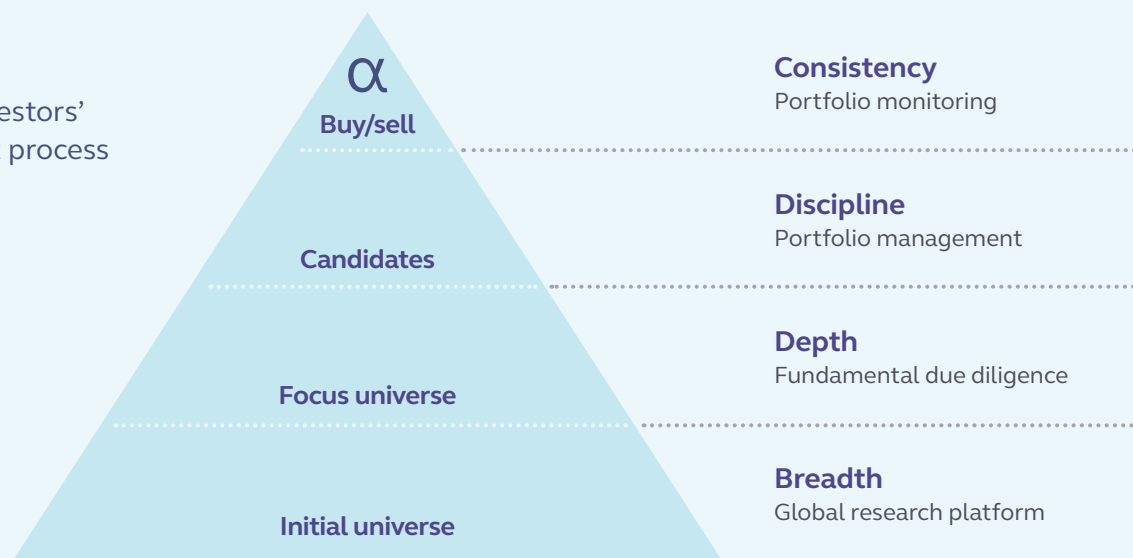 estors’
process
α
Buy/sell
Consistency
Portfolio monitoring
Candidates
Discipline
Portfolio management
Focus universe
Depth
Fundamental due diligence
Initial universe
Breadth
Global research platform